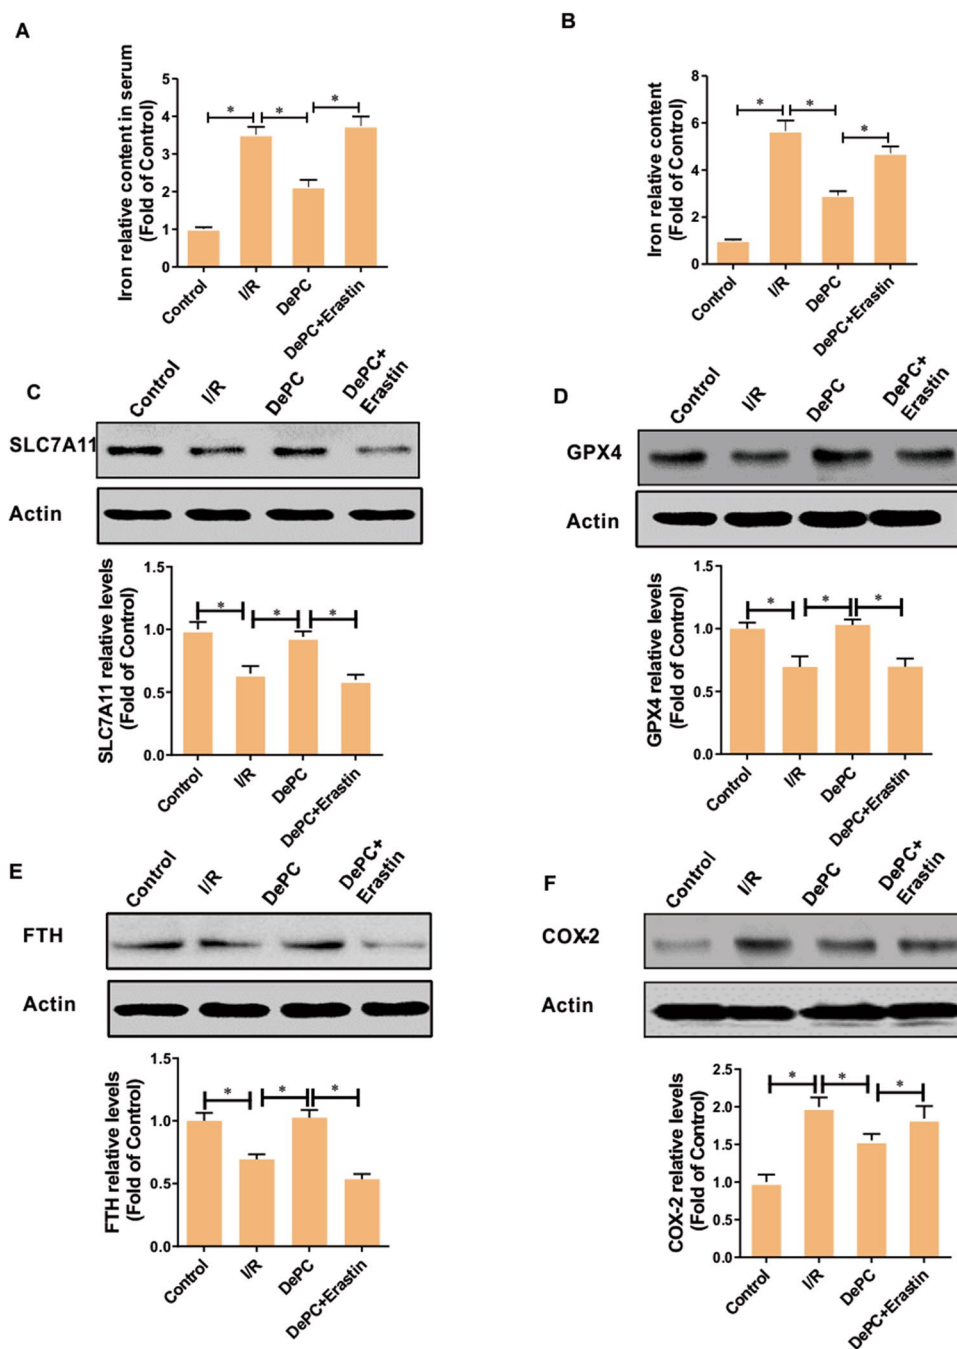 A
Iron relative content in serum
(Fold of Control)
5
4
3
2
1
0
*
*
*
Control
I/R
DePC
DePC+Erastin
B
Iron relative content
(Fold of Control)
8
6
4
2
0
*
*
*
Control
I/R
DePC
DePC+Erastin
C
Control
I/R
DePC
DePC+
Erastin
SLC7A11
Actin
SLC7A11 relative levels
(Fold of Control)
1.5
1.0
0.5
0.0
*
*
*
Control
I/R
DePC
DePC+Erastin
D
Control
I/R
DePC
DePC+
Erastin
GPX4
Actin
GPX4 relative levels
(Fold of Control)
1.5
1.0
0.5
0.0
*
*
*
Control
I/R
DePC
DePC+Erastin
E
Control
I/R
DePC
DePC+
Erastin
FTH
Actin
FTH relative levels
(Fold of Control)
1.5
1.0
0.5
0.0
*
*
*
Control
I/R
DePC
DePC+Erastin
F
Control
I/R
DePC
DePC+
Erastin
COX-2
Actin
COX-2 relative levels
(Fold of Control)
2.5
2.0
1.5
1.0
0.5
0.0
*
*
*
Control
I/R
DePC
DePC+Erastin